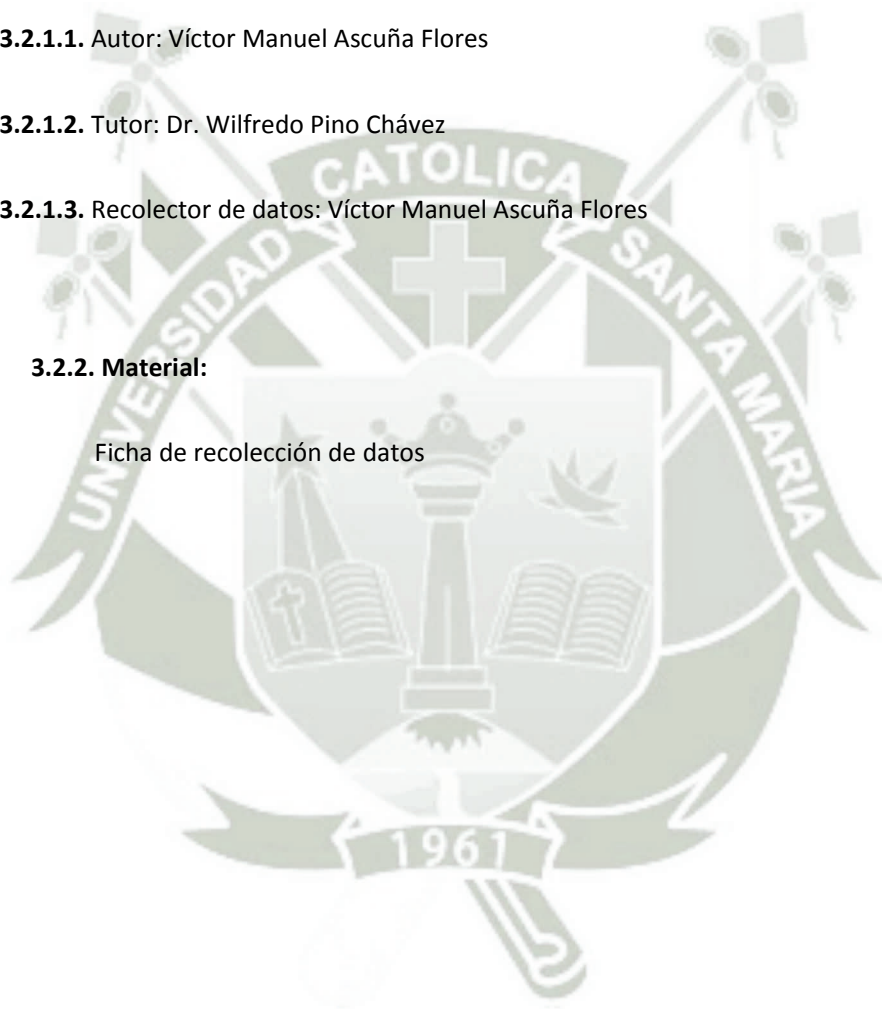 3.2.1.1. Autor: Víctor Manuel Ascuña Flores
3.2.1.2. Tutor: Dr. Wilfredo Pino Chávez
3.2.1.3. Recolector de datos: Víctor Manuel Ascuña Flores
3.2.2. Material:
Ficha de recolección de datos
UNIVERSIDAD CATOLICA SANTA MARIA
1961